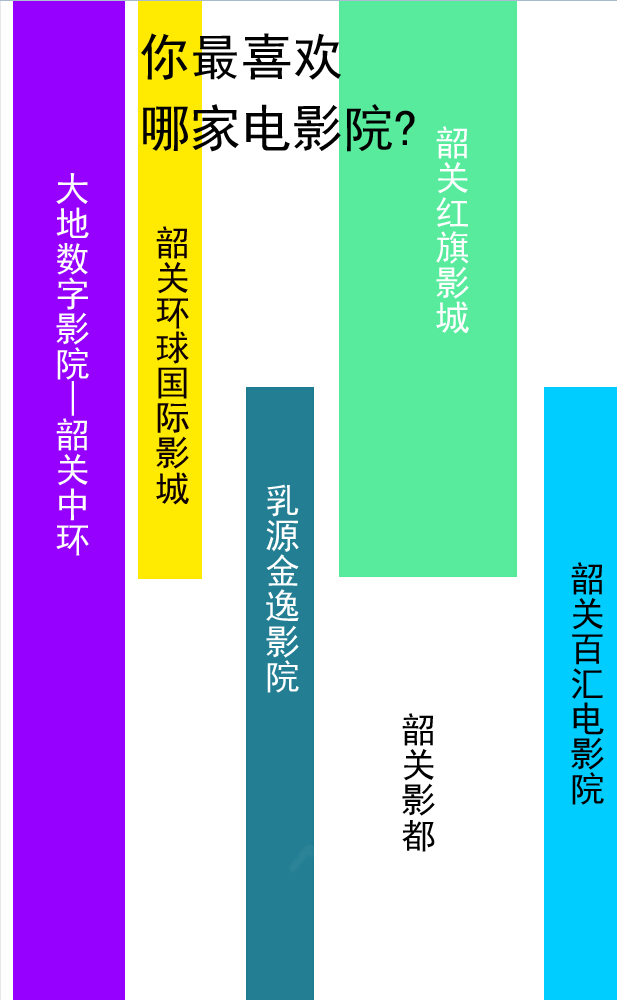 你最喜欢
哪家电影院?
大地数字影院—韶关中环
韶关环球国际影城
乳源金逸影院
韶关红旗影城
韶关影都
韶关百汇电影院